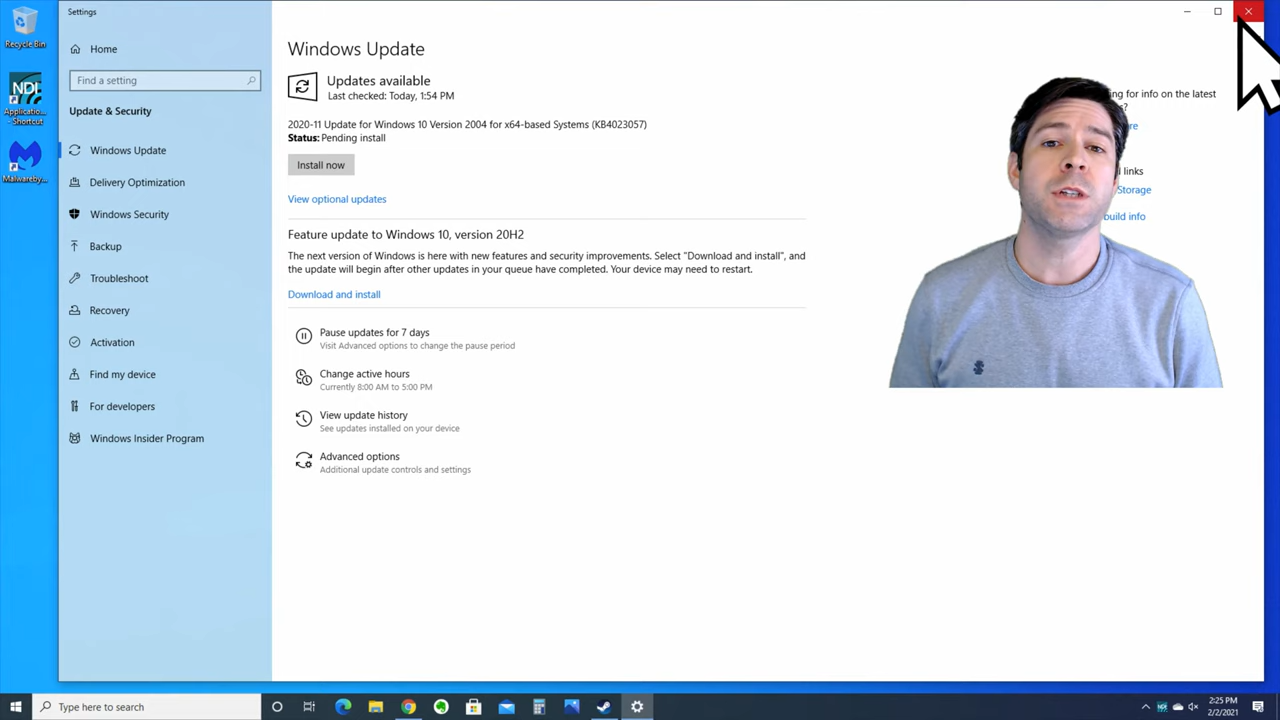 Settings
Recycle Bin
Applicatio...
- Shortcut
Malwareby...
Home
Find a setting
Update & Security
Windows Update
Delivery Optimization
Windows Security
Backup
Troubleshoot
Recovery
Activation
Find my device
For developers
Windows Insider Program
Windows Update
Updates available
Last checked: Today, 1:54 PM
2020-11 Update for Windows 10 Version 2004 for x64-based Systems (KB4023057)
Status: Pending install
Install now
View optional updates
Feature update to Windows 10, version 20H2
The next version of Windows is here with new features and security improvements. Select "Download and install", and
the update will begin after other updates in your queue have completed. Your device may need to restart.
Download and install
Pause updates for 7 days
Visit Advanced options to change the pause period
Change active hours
Currently 8:00 AM to 5:00 PM
View update history
See updates installed on your device
Advanced options
Additional update controls and settings
for info on the latest
links
Storage
build info
Type here to search
2:25 PM
2/2/2021